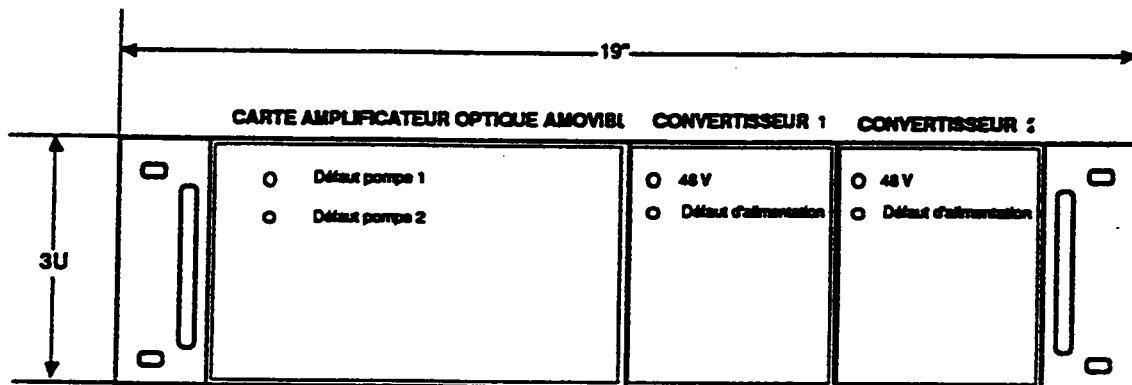 19"
CARTE AMPLIFICATEUR OPTIQUE AMOVIBL CONVERTISSEUR 1 CONVERTISSEUR 2
Défaut pompe 1 48 V 48 V
Défaut pompe 2 Défaut d'alimentation Défaut d'alimentation
3U